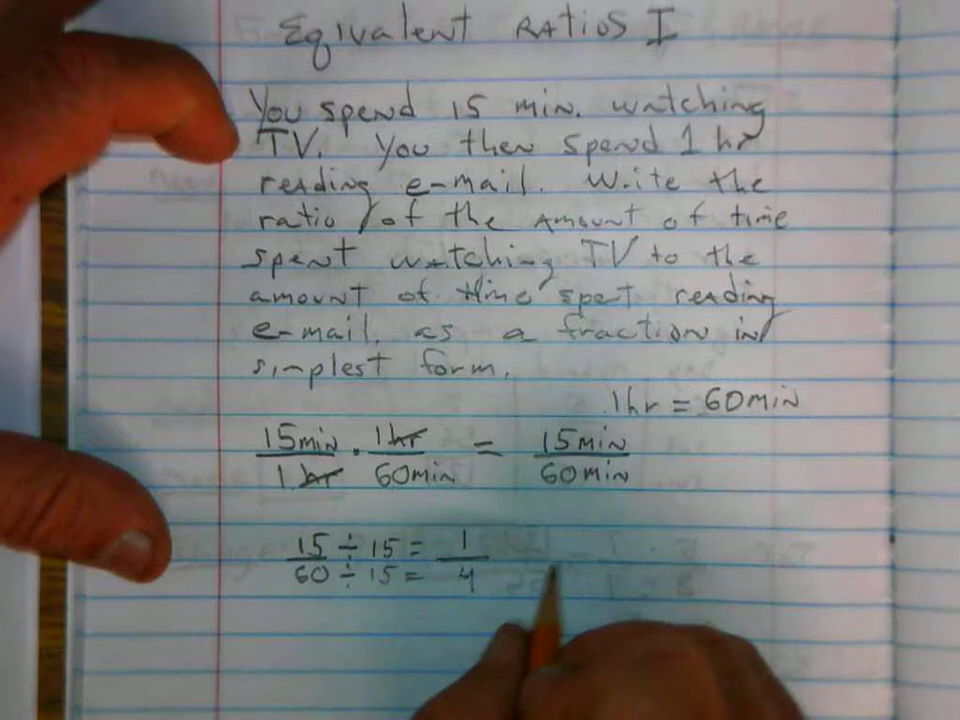 Equivalent RATIOS I
You spend 15 min. watching
TV. You then spend 1 hr
reading e-mail. Write the
ratio of the amount of time
spent watching TV to the
amount of time spet reading
e-mail, as a fraction in
simplest form.
1hr = 60min
15min/1hr · 1hr/60min = 15min/60min
15 ÷ 15 = 1
60 ÷ 15 = 4